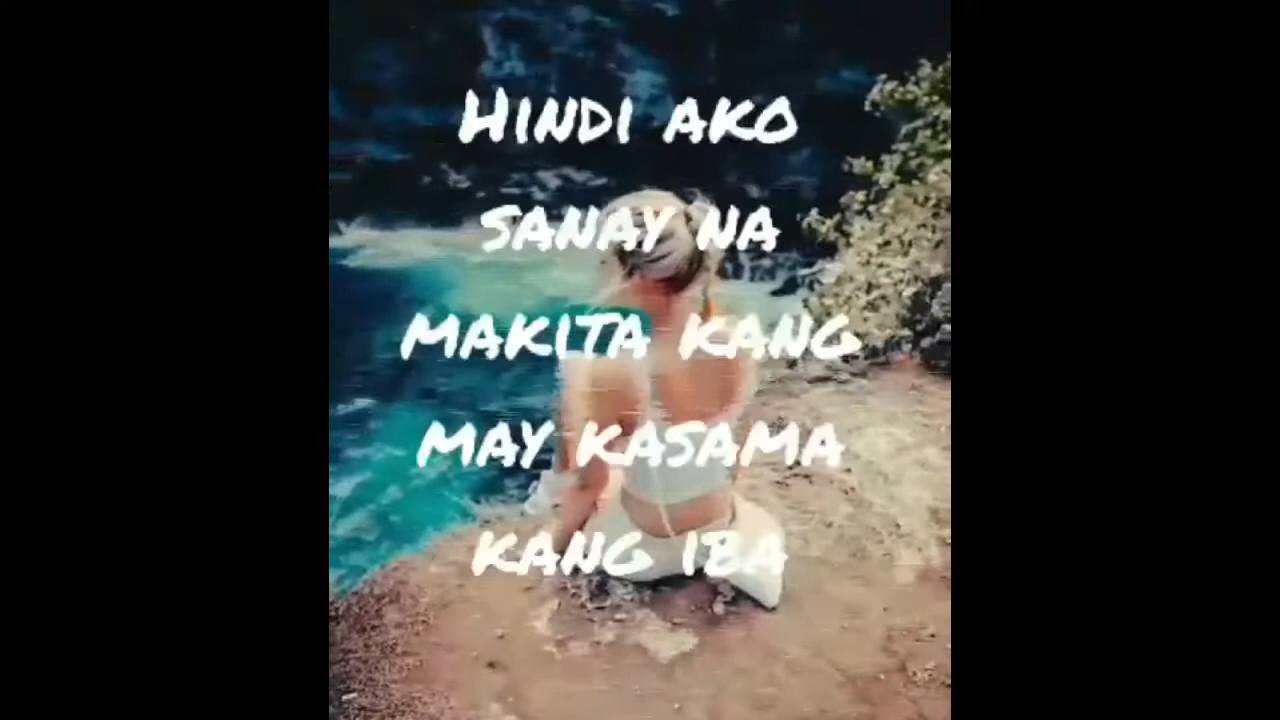 Hindi ako
sanay na
makita kang
may kasama
kang iba